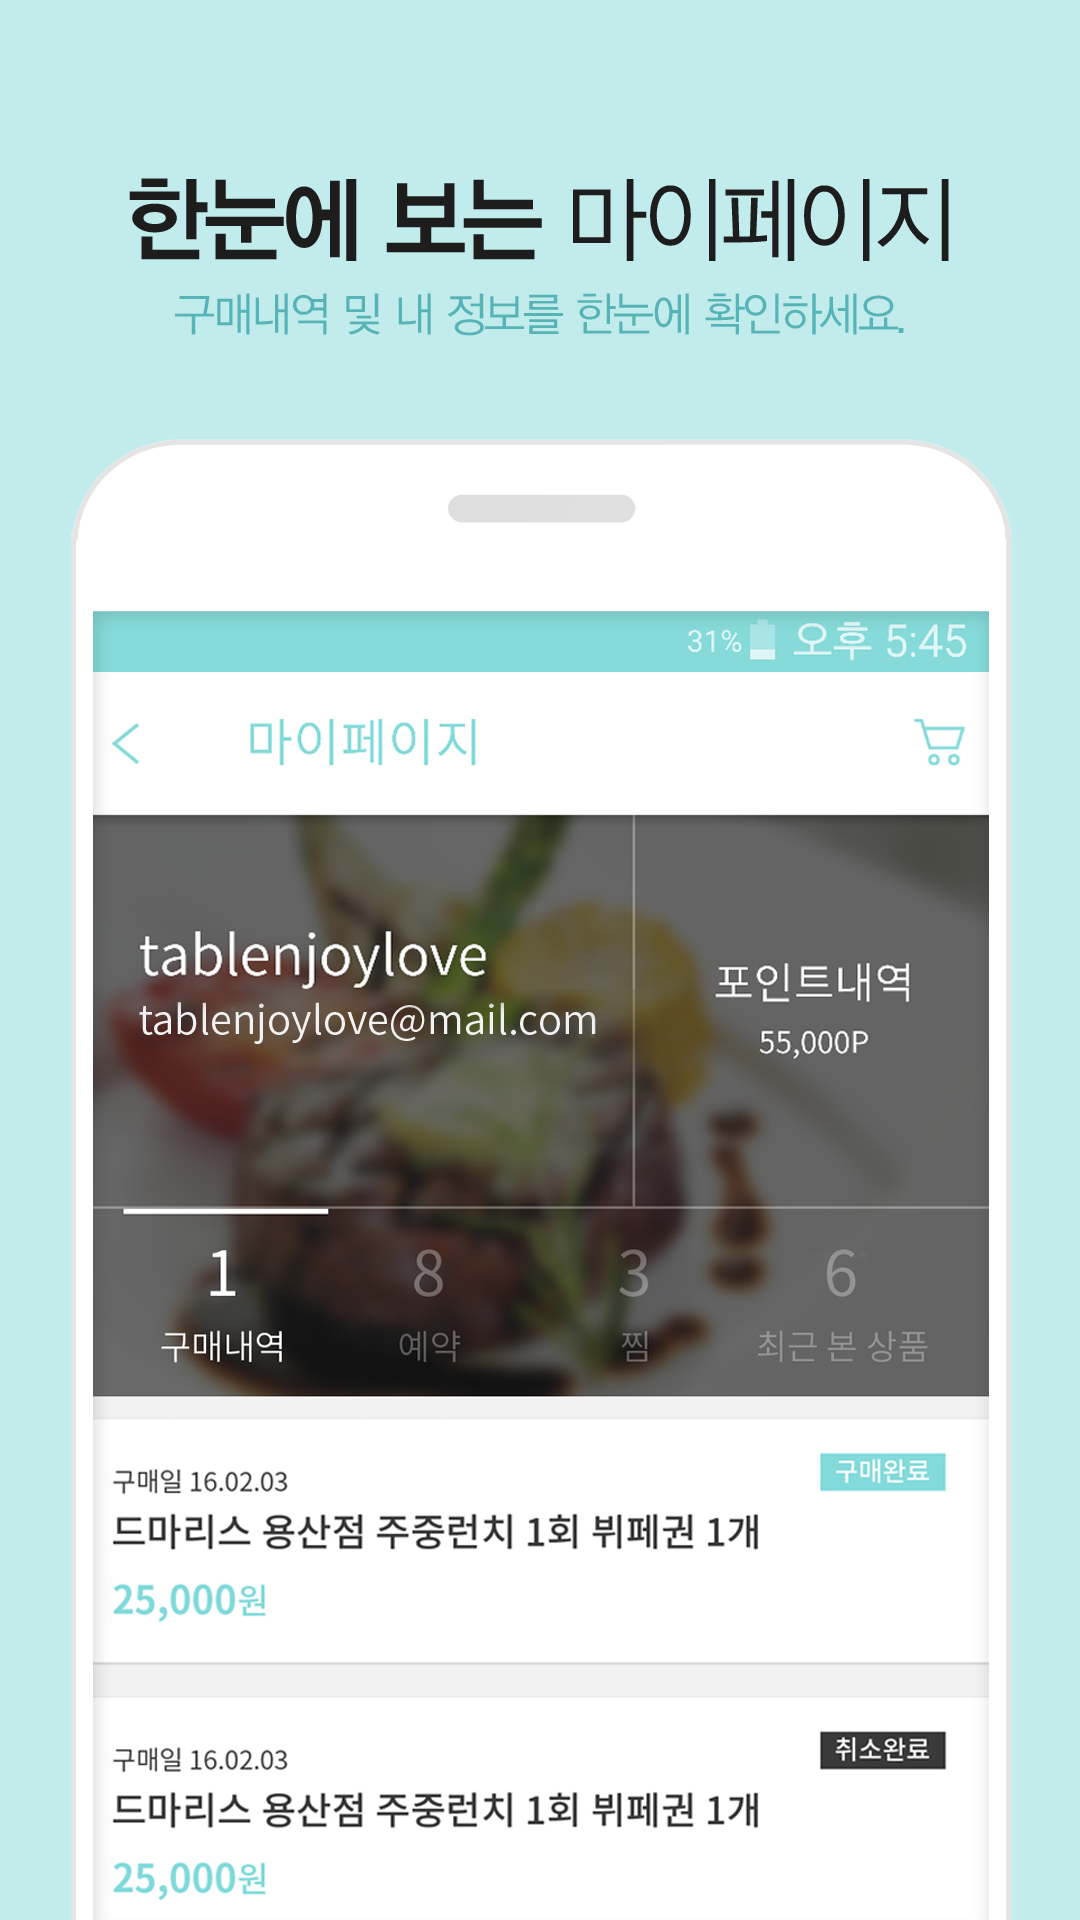 한눈에 보는 마이페이지
구매내역 및 내 정보를 한눈에 확인하세요.
31% 오후 5:45
마이페이지
tablenjoylove
tablenjoylove@mail.com
포인트내역
55,000P
1 8 3 6
구매내역 예약 찜 최근 본 상품
구매일 16.02.03 구매완료
드마리스 용산점 주중런치 1회 뷔페권 1개
25,000원
구매일 16.02.03 취소완료
드마리스 용산점 주중런치 1회 뷔페권 1개
25,000원